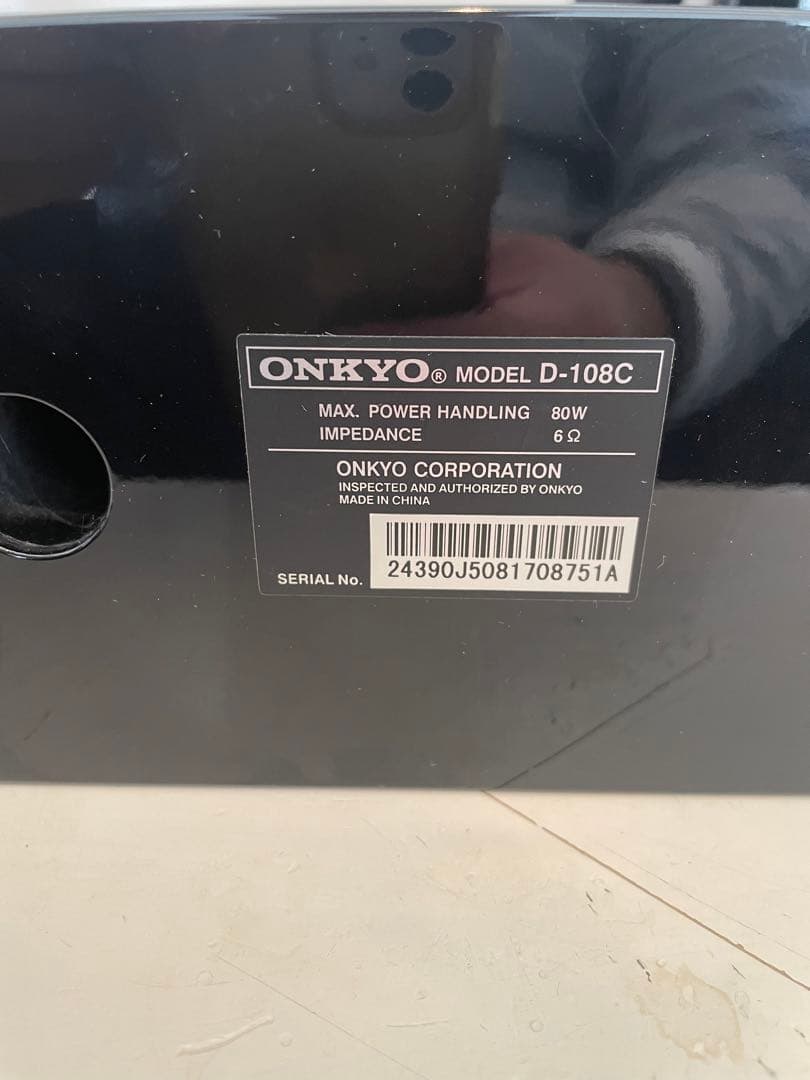 ONKYO® MODEL D-108C
MAX. POWER HANDLING 80W
IMPEDANCE 6Ω
ONKYO CORPORATION
INSPECTED AND AUTHORIZED BY ONKYO
MADE IN CHINA
SERIAL No. 24390J5081708751A